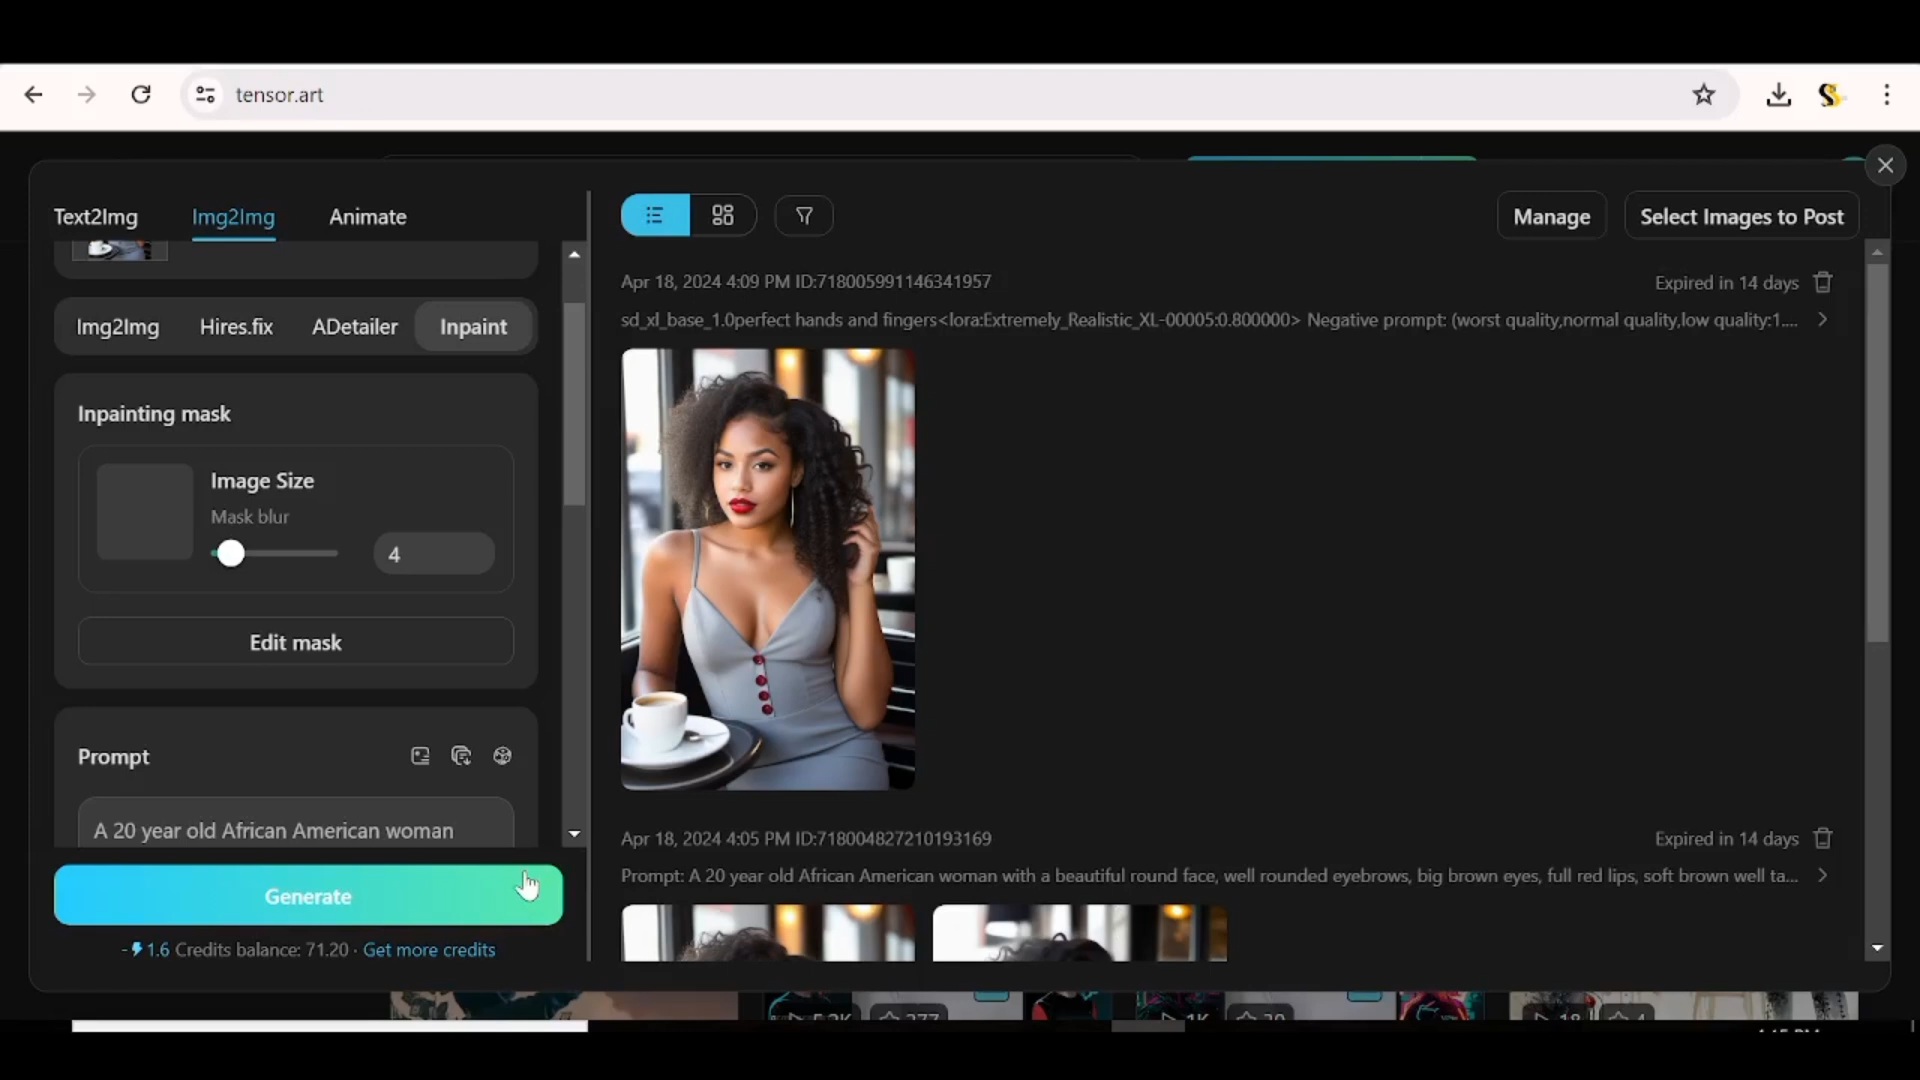 tensor.art
Text2Img
Img2Img
Animate
Manage
Select Images to Post
Apr 18, 2024 4:09 PM ID:718005991146341957
Expired in 14 days
sd_xl_base_1.0perfect hands and fingers<lora:Extremely_Realistic_XL-00005:0.800000> Negative prompt: (worst quality,normal quality,low quality:1....
Img2Img
Hires.fix
ADetailer
Inpaint
Inpainting mask
Image Size
Mask blur
4
Edit mask
Prompt
A 20 year old African American woman
Generate
- 1.6 Credits balance: 71.20 · Get more credits
Apr 18, 2024 4:05 PM ID:718004827210193169
Expired in 14 days
Prompt: A 20 year old African American woman with a beautiful round face, well rounded eyebrows, big brown eyes, full red lips, soft brown well ta...